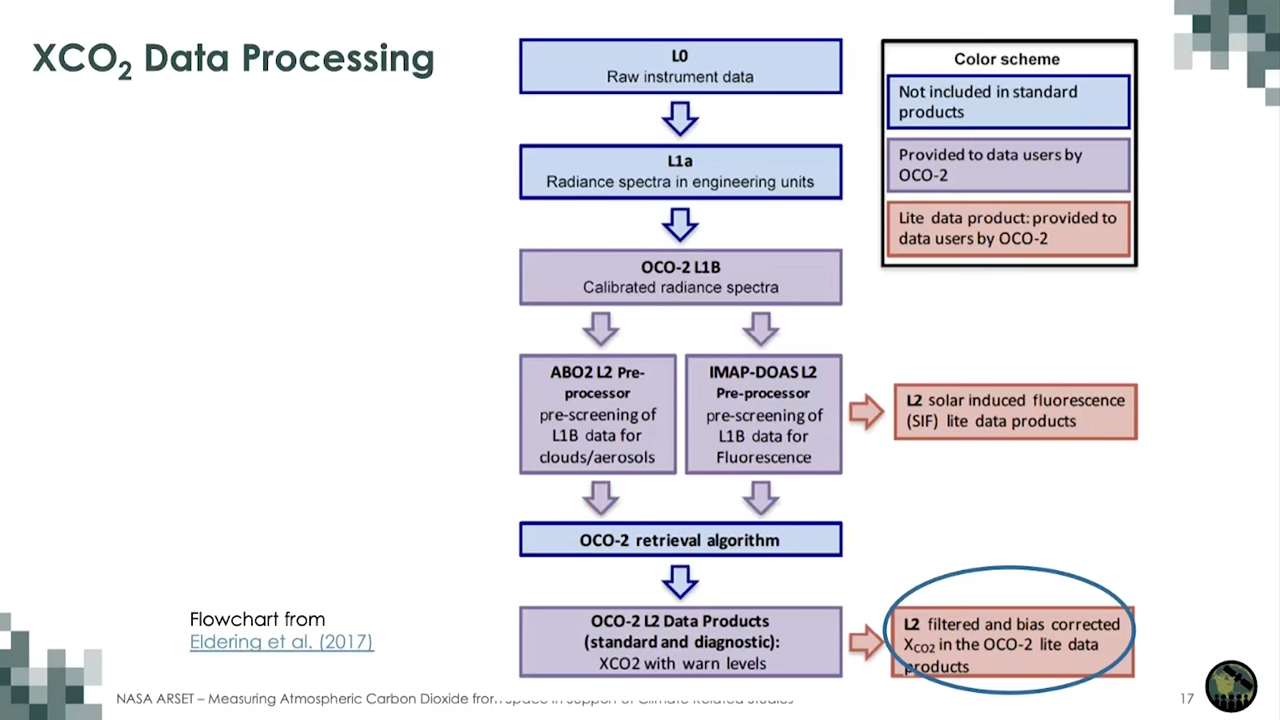 XCO2 Data Processing
L0
Raw instrument data
L1a
Radiance spectra in engineering units
OCO-2 L1B
Calibrated radiance spectra
ABO2 L2 Pre-
processor
pre-screening of
L1B data for
clouds/aerosols
IMAP-DOAS L2
Pre-processor
pre-screening of
L1B data for
Fluorescence
L2 solar induced fluorescence
(SIF) lite data products
OCO-2 retrieval algorithm
OCO-2 L2 Data Products
(standard and diagnostic):
XCO2 with warn levels
L2 filtered and bias corrected
XCO2 in the OCO-2 lite data
products
Color scheme
Not included in standard
products
Provided to data users by
OCO-2
Lite data product: provided to
data users by OCO-2
Flowchart from
Eldering et al. (2017)
NASA ARSET – Measuring Atmospheric Carbon Dioxide from Space in Support of Climate Related Studies
17